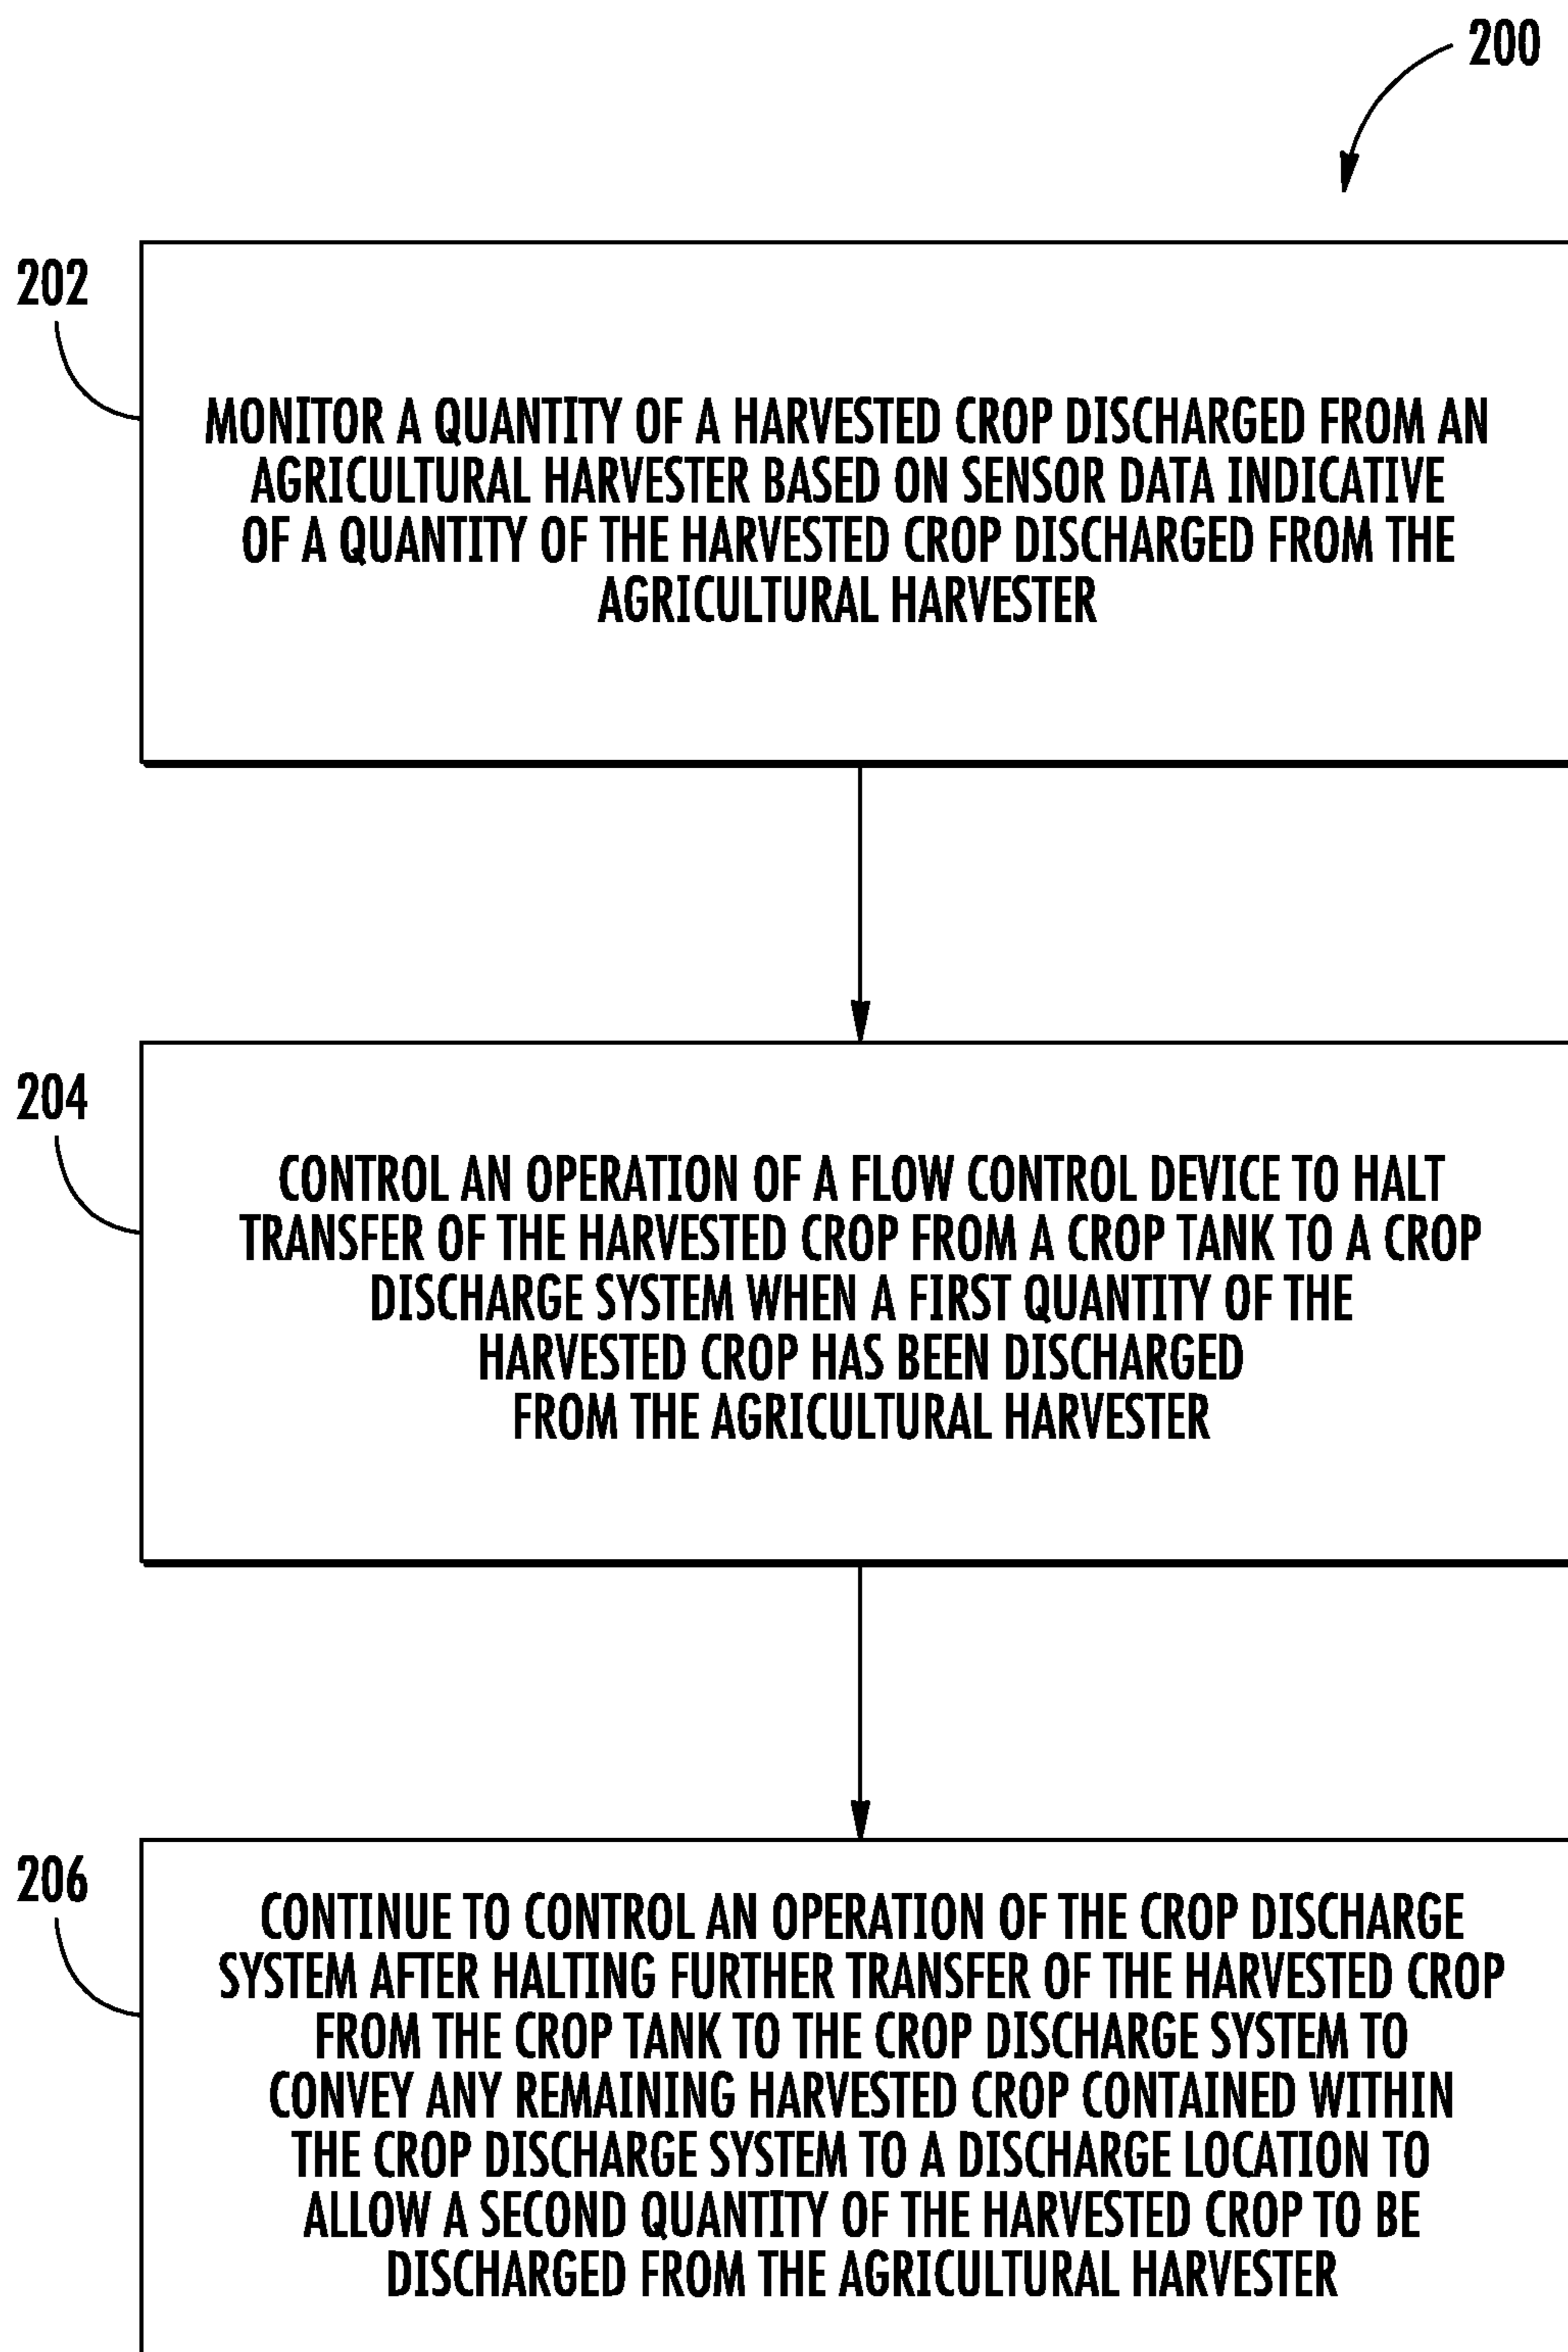 200
202
MONITOR A QUANTITY OF A HARVESTED CROP DISCHARGED FROM AN
AGRICULTURAL HARVESTER BASED ON SENSOR DATA INDICATIVE
OF A QUANTITY OF THE HARVESTED CROP DISCHARGED FROM THE
AGRICULTURAL HARVESTER
204
CONTROL AN OPERATION OF A FLOW CONTROL DEVICE TO HALT
TRANSFER OF THE HARVESTED CROP FROM A CROP TANK TO A CROP
DISCHARGE SYSTEM WHEN A FIRST QUANTITY OF THE
HARVESTED CROP HAS BEEN DISCHARGED
FROM THE AGRICULTURAL HARVESTER
206
CONTINUE TO CONTROL AN OPERATION OF THE CROP DISCHARGE
SYSTEM AFTER HALTING FURTHER TRANSFER OF THE HARVESTED CROP
FROM THE CROP TANK TO THE CROP DISCHARGE SYSTEM TO
CONVEY ANY REMAINING HARVESTED CROP CONTAINED WITHIN
THE CROP DISCHARGE SYSTEM TO A DISCHARGE LOCATION TO
ALLOW A SECOND QUANTITY OF THE HARVESTED CROP TO BE
DISCHARGED FROM THE AGRICULTURAL HARVESTER